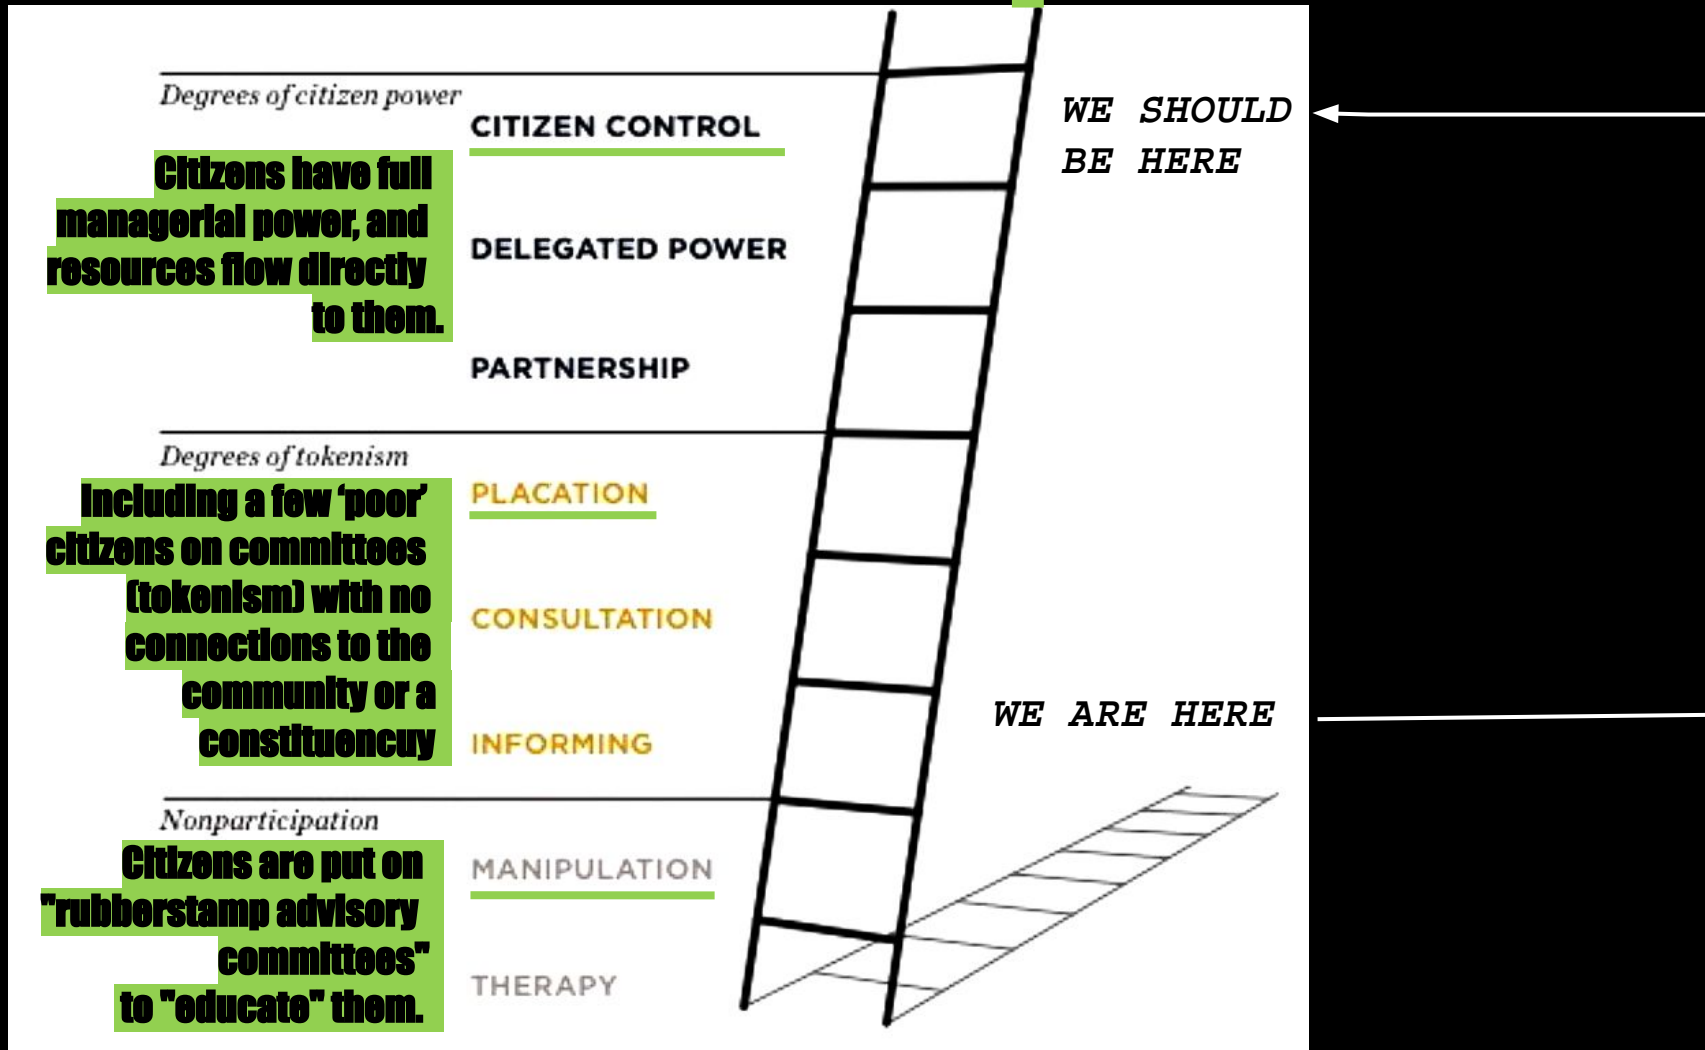 Degrees of citizen power
CITIZEN CONTROL
Citizens have full
managerial power, and
resources flow directly
to them.
DELEGATED POWER
PARTNERSHIP
WE SHOULD
BE HERE
Degrees of tokenism
PLACATION
Including a few ‘poor’
citizens on committees
(tokenism) with no
connections to the
community or a
constituencuy
CONSULTATION
INFORMING
WE ARE HERE
Nonparticipation
MANIPULATION
Citizens are put on
"rubberstamp advisory
committees"
to "educate" them.
THERAPY